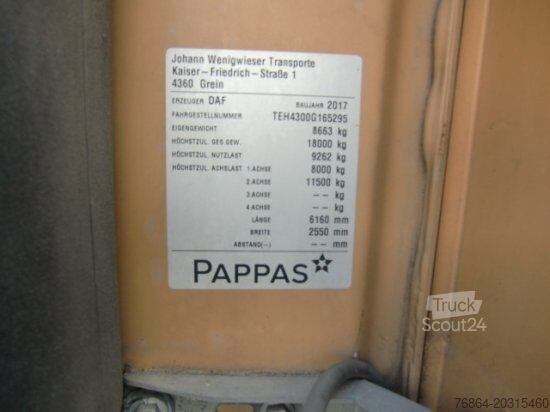 Johann Wenigwieser Transporte
Kaiser-Friedrich-Straße 1
4360 Grein
ERZEUGER DAF BAUJAHR 2017
FAHRGESTELLNUMMER TEH4300G165295
EIGENGEWICHT 8663 kg
HÖCHSTZUL. GES. GEW. 18000 kg
HÖCHSTZUL. NUTZLAST 9262 kg
HÖCHSTZUL. ACHSLAST 1.ACHSE 8000 kg
2.ACHSE 11500 kg
3.ACHSE -- kg
4.ACHSE -- kg
LÄNGE 6160 mm
BREITE 2550 mm
ABSTAND(-) -- mm
PAPPAS
Truck
Scout24
76864-20315460